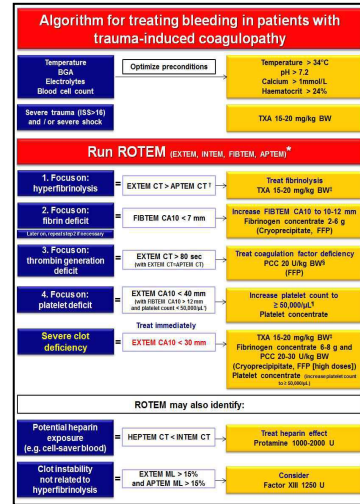 Algorithm for treating bleeding in patients with
trauma-induced coagulopathy
Temperature
BGA
Electrolytes
Blood cell count
Optimize preconditions
Temperature > 34°C
pH > 7.2
Calcium > 1mmol/L
Haematocrit > 24%
Severe trauma (ISS>16)
and / or severe shock
TXA 15-20 mg/kg BW
Run ROTEM (EXTEM, INTEM, FIBTEM, APTEM)*
1. Focus on:
hyperfibrinolysis
=
EXTEM CT > APTEM CT†
Treat fibrinolysis
TXA 15-20 mg/kg BW‡
2. Focus on:
fibrin deficit
Later on, repeat step 2 if necessary
=
FIBTEM CA10 < 7 mm
Increase FIBTEM CA10 to 10-12 mm
Fibrinogen concentrate 2-6 g
(Cryoprecipitate, FFP)
3. Focus on:
thrombin generation
deficit
=
EXTEM CT > 80 sec
(with EXTEM CT=APTEM CT)
Treat coagulation factor deficiency
PCC 20 U/kg BW§
(FFP)
4. Focus on:
platelet deficit
=
EXTEM CA10 < 40 mm
(with FIBTEM CA10 > 12 mm
and platelet count < 50,000/µL)
Increase platelet count to
≥ 50,000/µL¶
Platelet concentrate
Treat immediately
Severe clot
deficiency
=
EXTEM CA10 < 30 mm
TXA 15-20 mg/kg BW‡
Fibrinogen concentrate 6-8 g and
PCC 20-30 U/kg BW
(Cryopricipitate, FFP [high doses])
Platelet concentrate (increase platelet count
to ≥ 50,000/µL)
ROTEM may also identify:
Potential heparin
exposure
(e.g. cell-saver blood)
=
HEPTEM CT < INTEM CT
Treat heparin effect
Protamine 1000-2000 U
Clot instability
not related to
hyperfibrinolysis
=
EXTEM ML > 15%
and APTEM ML > 15%
Consider
Factor XIII 1250 U